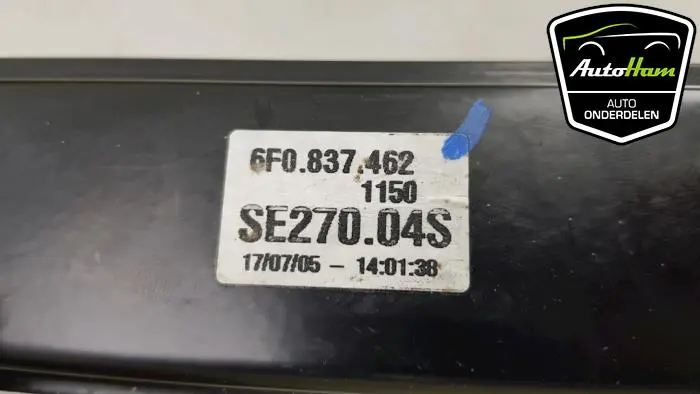 AutoHam
AUTO
ONDERDELEN
6F0.837.462
1150
SE270.04S
17/07/05 - 14:01:38